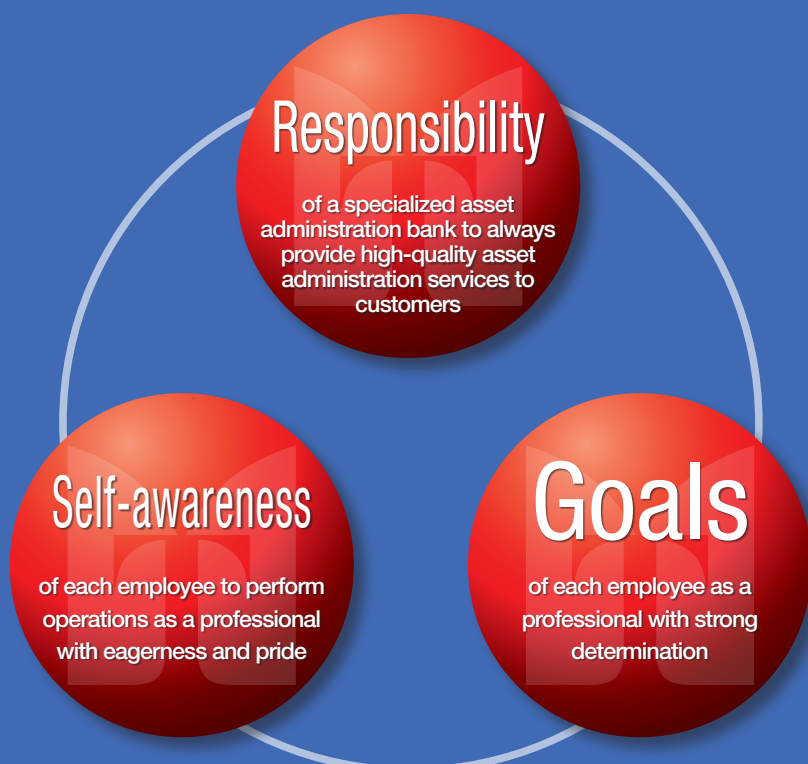 Responsibility
of a specialized asset
administration bank to always
provide high-quality asset
administration services to
customers
Self-awareness
of each employee to perform
operations as a professional
with eagerness and pride
Goals
of each employee as a
professional with strong
determination